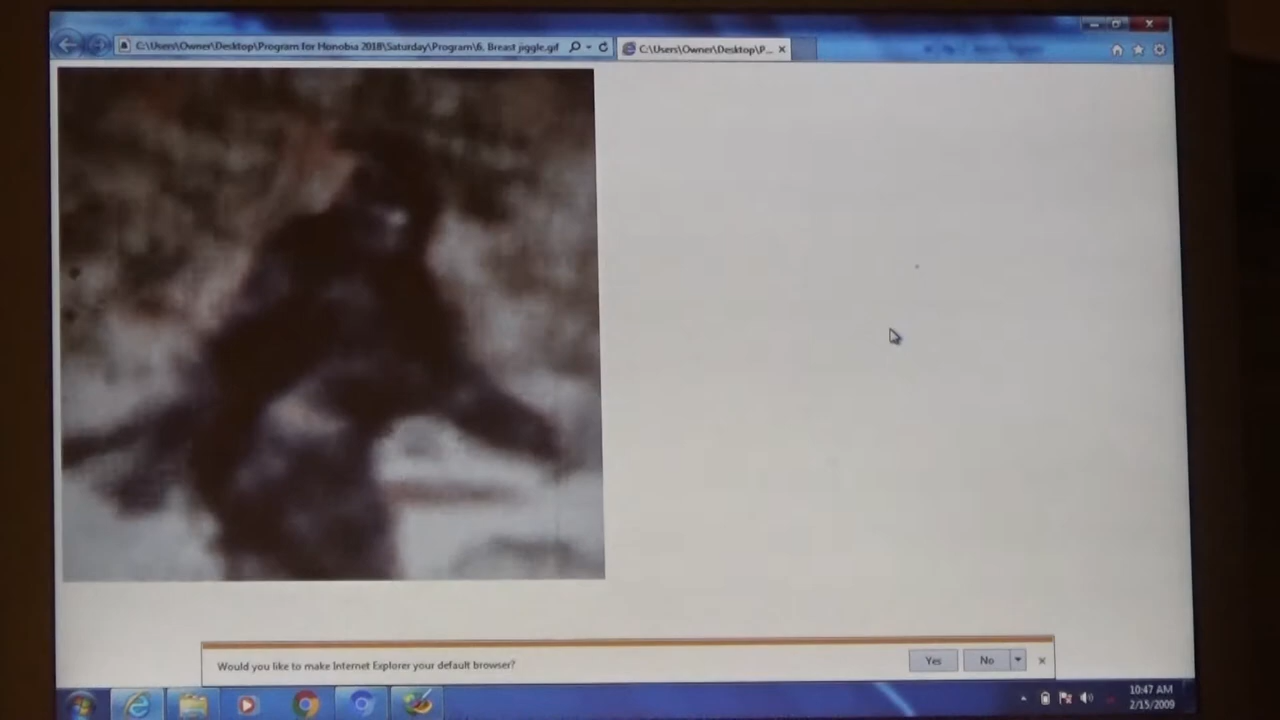 C:\Users\Owner\Desktop\Program for Honobia 2018\Saturday\Program\6. Breast jiggle.gif
C:\Users\Owner\Desktop\P...
Would you like to make Internet Explorer your default browser?
Yes
No
10:47 AM
2/15/2009